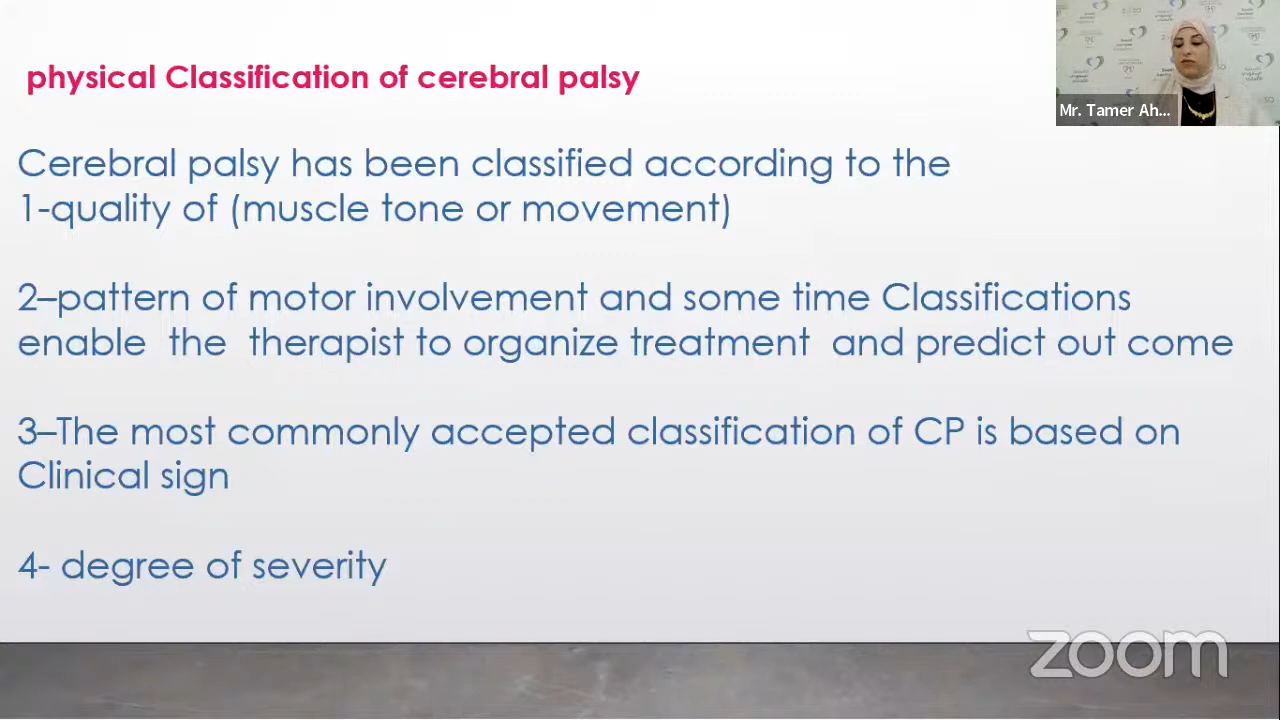 physical Classification of cerebral palsy
Mr. Tamer Ah...
Cerebral palsy has been classified according to the
1-quality of (muscle tone or movement)
2–pattern of motor involvement and some time Classifications
enable the therapist to organize treatment and predict out come
3–The most commonly accepted classification of CP is based on
Clinical sign
4- degree of severity
zoom